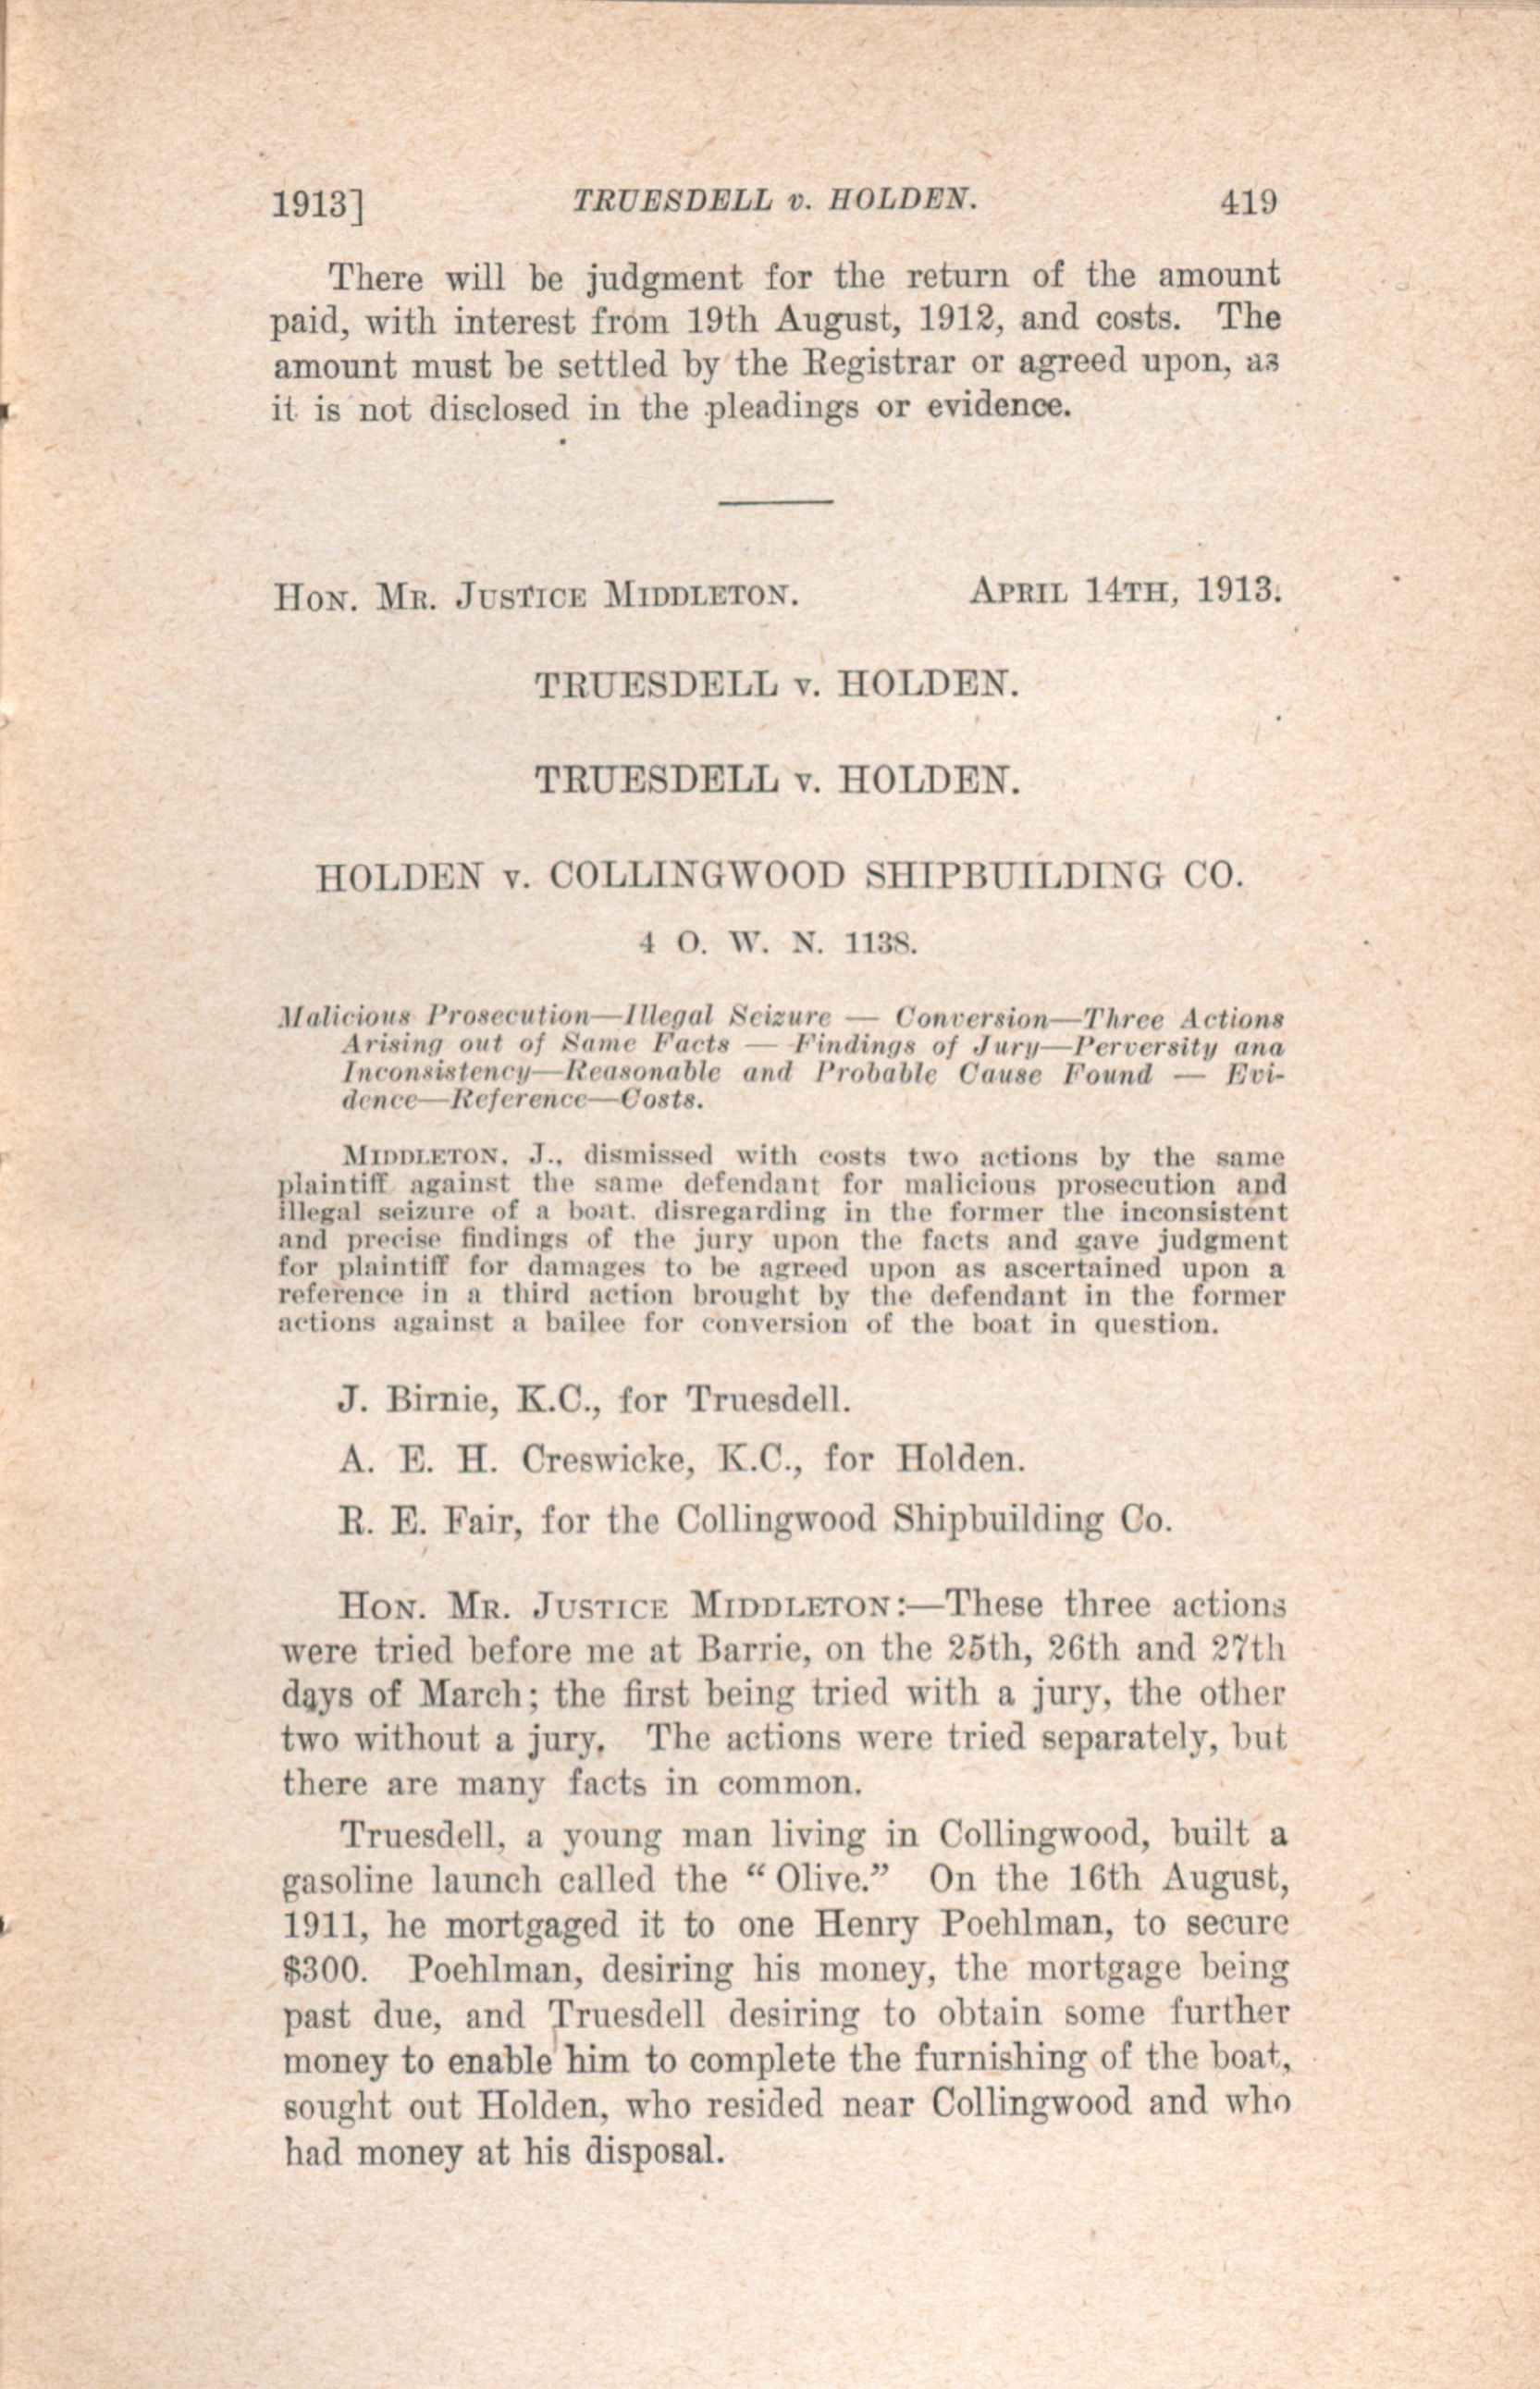 1913] TRUESDELL v. HOLDEN. 419
There will be judgment for the return of the amount
paid, with interest from 19th August, 1912, and costs. The
amount must be settled by the Registrar or agreed upon, as
it is not disclosed in the pleadings or evidence.
HON. MR. JUSTICE MIDDLETON. APRIL 14TH, 1913.
TRUESDELL v. HOLDEN.
TRUESDELL v. HOLDEN.
HOLDEN v. COLLINGWOOD SHIPBUILDING CO.
4 O. W. N. 1138.
Malicious Prosecution—Illegal Seizure — Conversion—Three Actions
Arising out of Same Facts — Findings of Jury—Perversity and
Inconsistency—Reasonable and Probable Cause Found — Evi-
dence—Reference—Costs.
MIDDLETON, J., dismissed with costs two actions by the same
plaintiff against the same defendant for malicious prosecution and
illegal seizure of a boat, disregarding in the former the inconsistent
and precise findings of the jury upon the facts and gave judgment
for plaintiff for damages to be agreed upon as ascertained upon a
reference in a third action brought by the defendant in the former
actions against a bailee for conversion of the boat in question.
J. Birnie, K.C., for Truesdell.
A. E. H. Creswicke, K.C., for Holden.
R. E. Fair, for the Collingwood Shipbuilding Co.
HON. MR. JUSTICE MIDDLETON:—These three actions
were tried before me at Barrie, on the 25th, 26th and 27th
days of March; the first being tried with a jury, the other
two without a jury. The actions were tried separately, but
there are many facts in common.
Truesdell, a young man living in Collingwood, built a
gasoline launch called the "Olive." On the 16th August,
1911, he mortgaged it to one Henry Poehlman, to secure
$300. Poehlman, desiring his money, the mortgage being
past due, and Truesdell desiring to obtain some further
money to enable him to complete the furnishing of the boat,
sought out Holden, who resided near Collingwood and who
had money at his disposal.